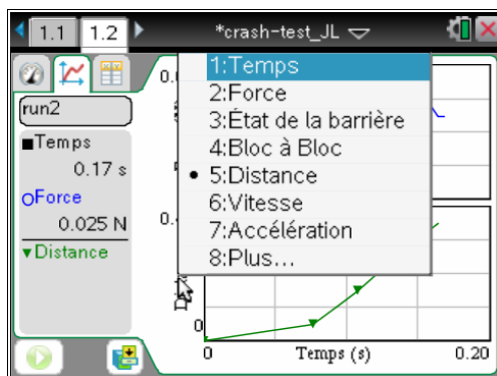 1.1 1.2 *crash-test_JL
run2
Temps
0.17 s
Force
0.025 N
Distance
1:Temps
2:Force
3:État de la barrière
4:Bloc à Bloc
5:Distance
6:Vitesse
7:Accélération
8:Plus...
0
0 Temps (s) 0.20